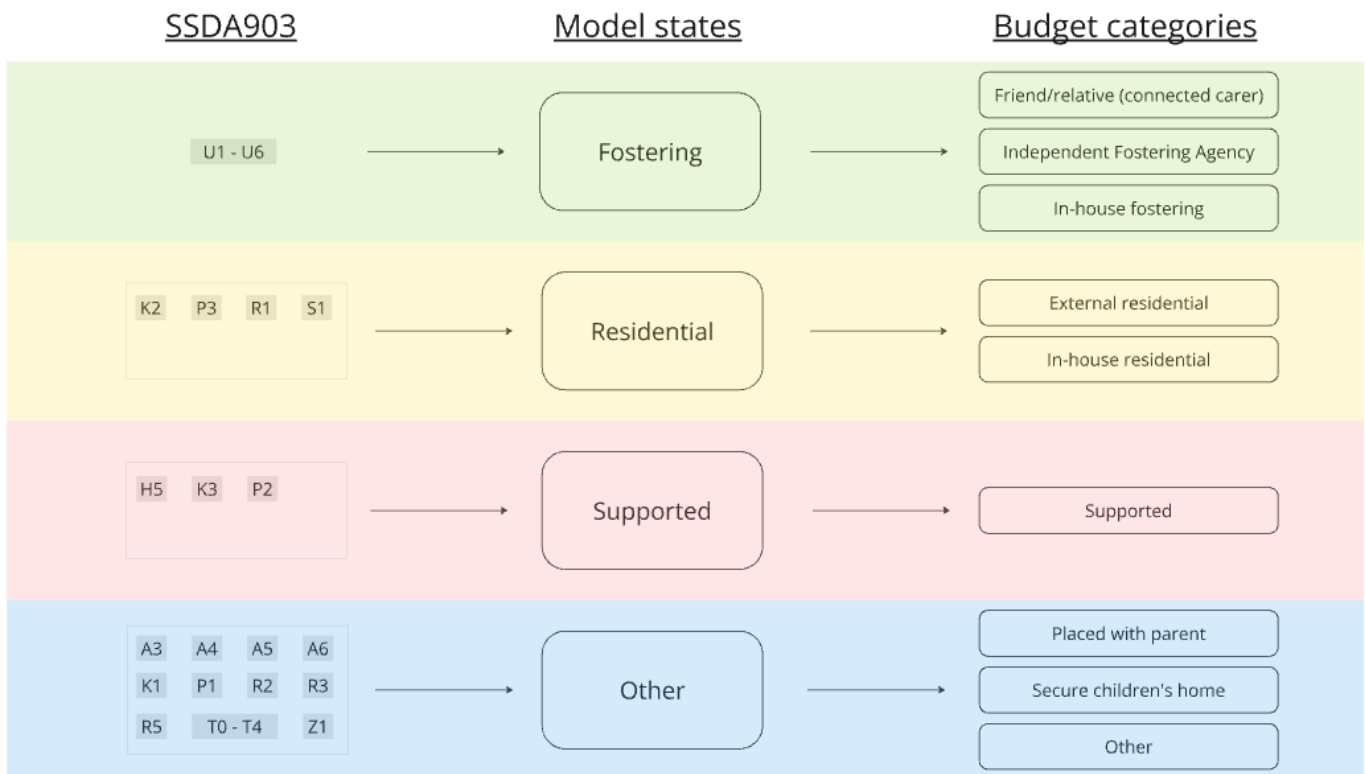 SSDA903 Model states Budget categories
Friend/relative (connected carer)
U1 - U6 Fostering Independent Fostering Agency
In-house fostering
K2 P3 R1 S1 External residential
Residential
In-house residential
H5 K3 P2
Supported Supported
A3 A4 A5 A6 Placed with parent
K1 P1 R2 R3 Other Secure children's home
R5 T0 - T4 Z1
Other